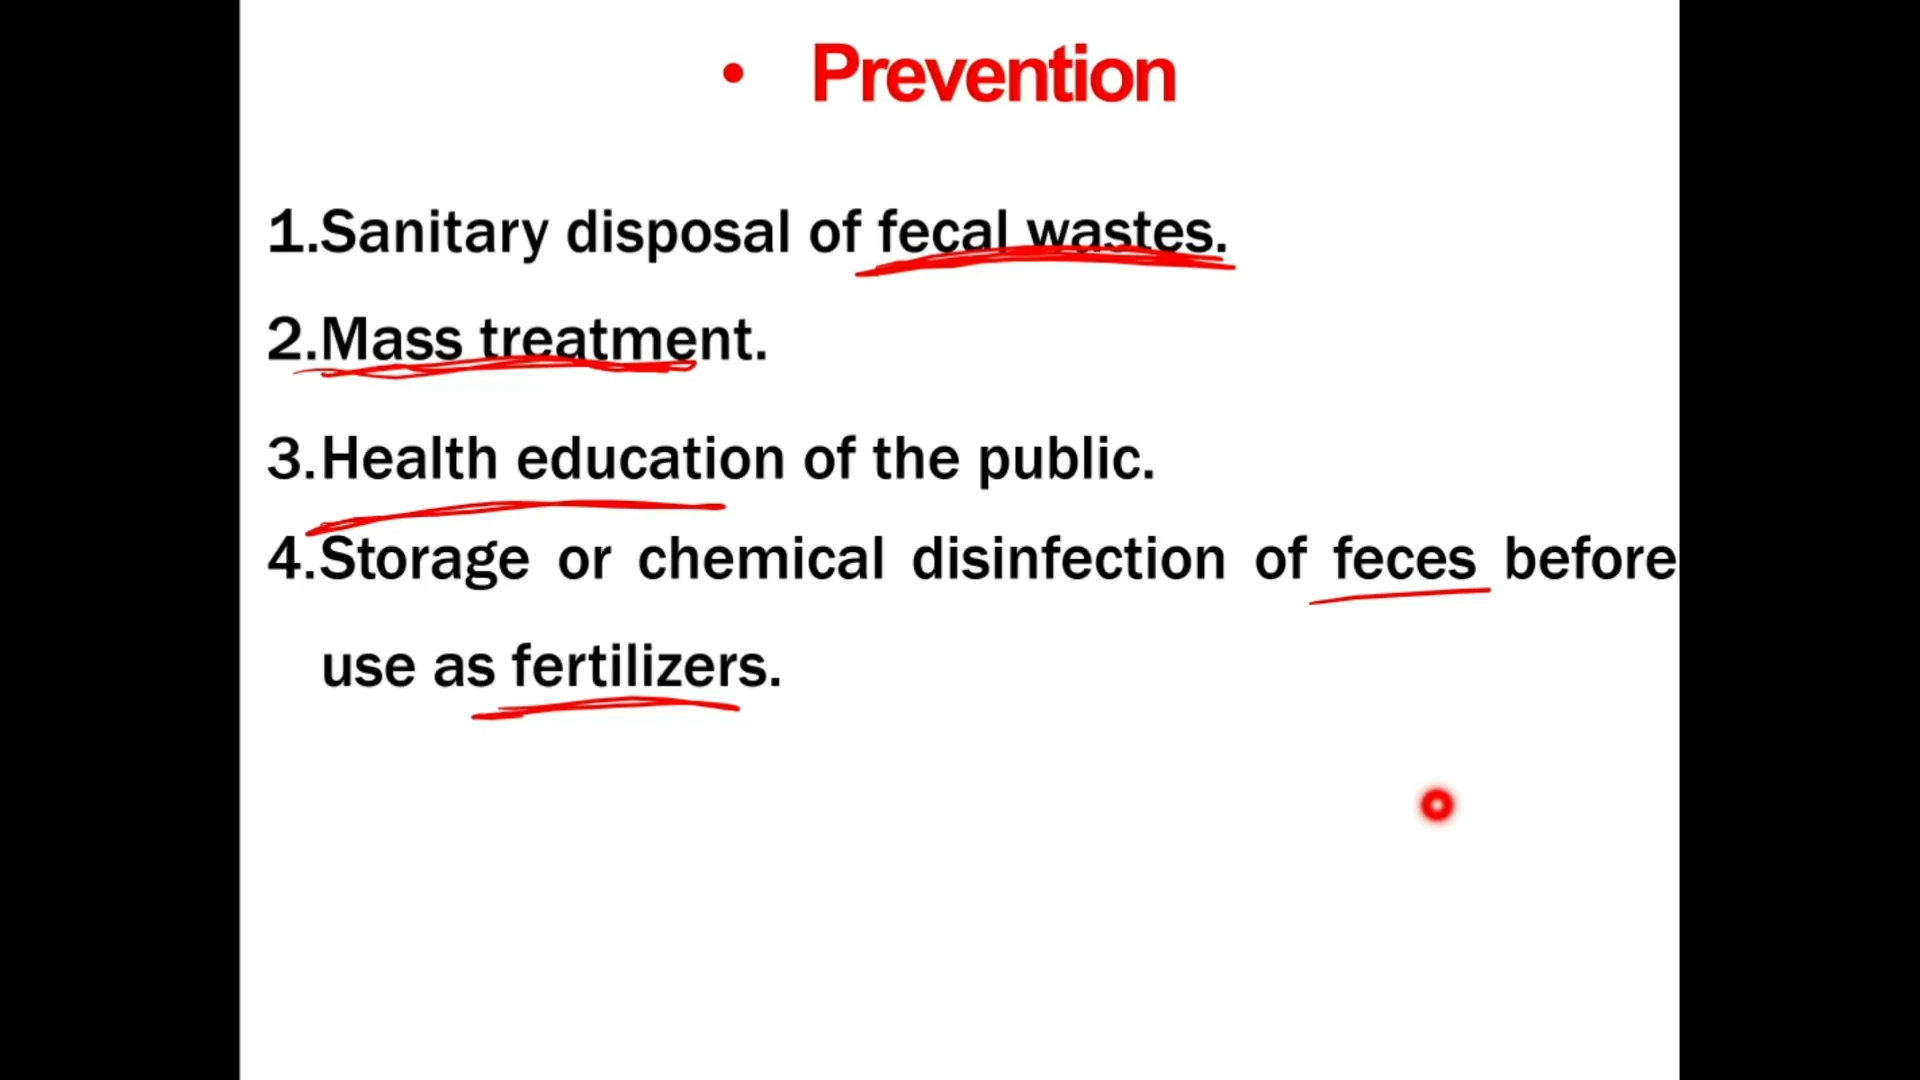 • Prevention
1.Sanitary disposal of fecal wastes.
2.Mass treatment.
3.Health education of the public.
4.Storage or chemical disinfection of feces before
use as fertilizers.